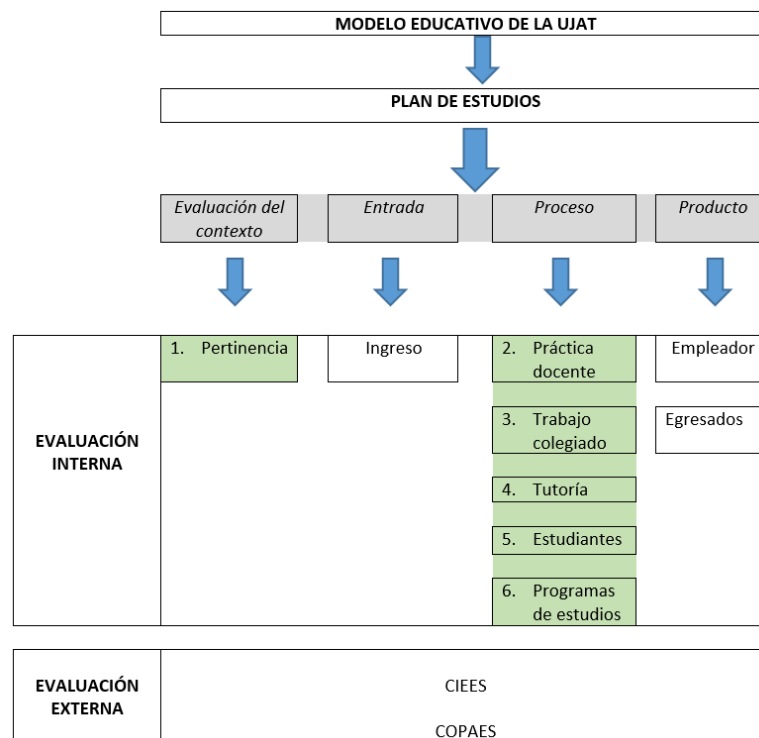 MODELO EDUCATIVO DE LA UJAT
PLAN DE ESTUDIOS
Evaluación del
contexto
Entrada
Proceso
Producto
EVALUACIÓN
INTERNA
1. Pertinencia
Ingreso
2. Práctica
docente
Empleador
3. Trabajo
colegiado
Egresados
4. Tutoría
5. Estudiantes
6. Programas
de estudios
EVALUACIÓN
EXTERNA
CIEES
COPAES